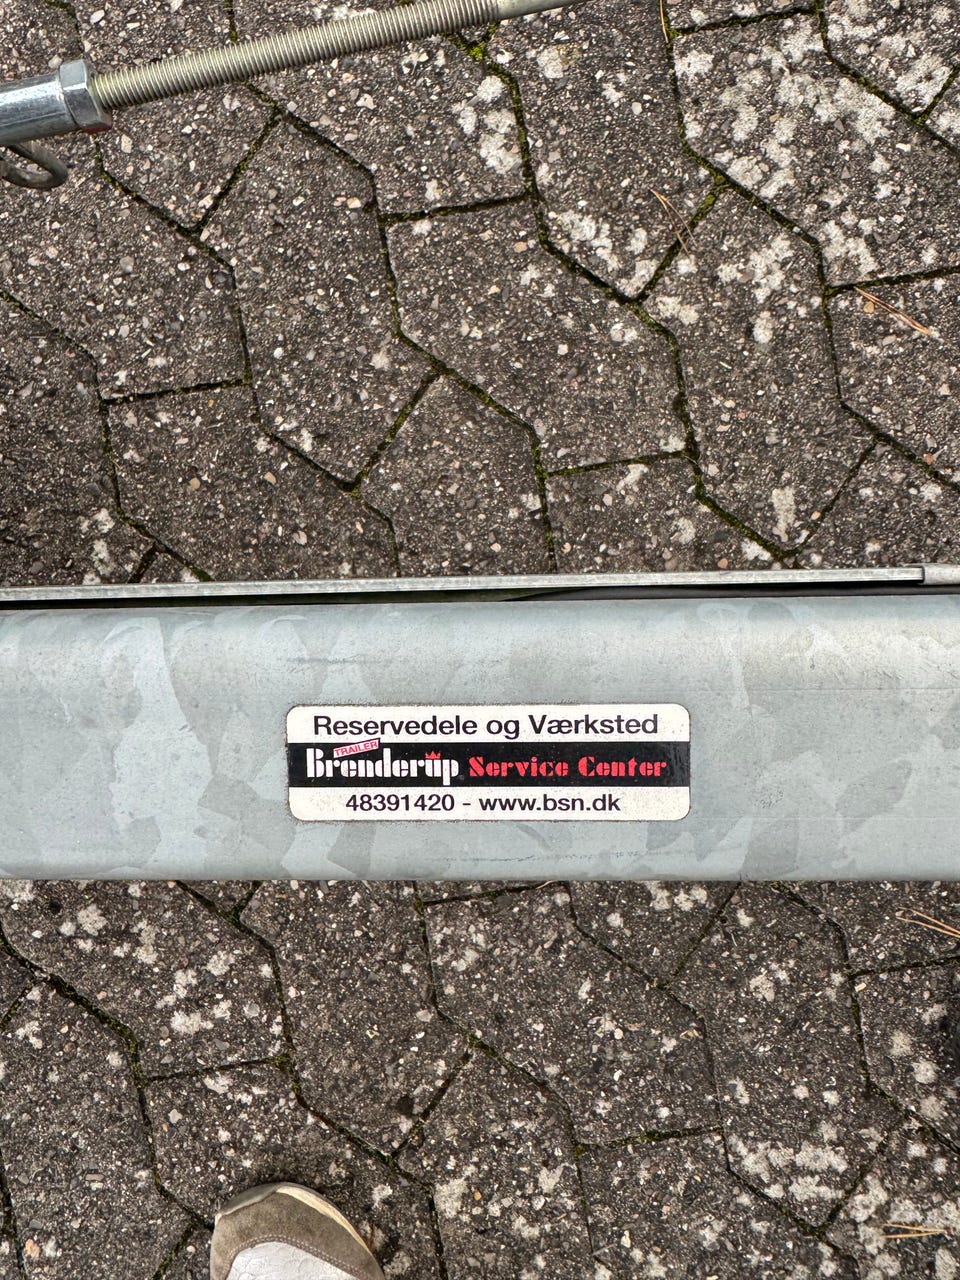 Reservedele og Værksted
TRAILER
Brenderup Service Center
48391420 - www.bsn.dk